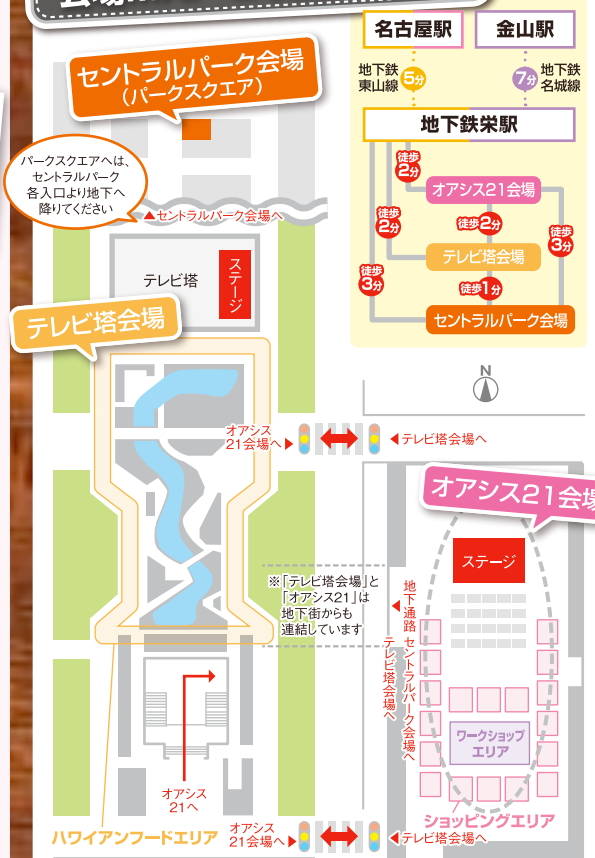 セントラルパーク会場
（パークスクエア）
パークスクエアへは、
セントラルパーク
各入口より地下へ
降りてください
▲セントラルパーク会場へ
テレビ塔
ステージ
テレビ塔会場
名古屋駅
金山駅
地下鉄
東山線
5分
7分
地下鉄
名城線
地下鉄栄駅
徒歩
2分
オアシス21会場
徒歩
2分
徒歩2分
徒歩
3分
テレビ塔会場
徒歩
3分
徒歩1分
セントラルパーク会場
N
オアシス
21会場へ▶
◀テレビ塔会場へ
オアシス21会場
ステージ
※「テレビ塔会場」と
「オアシス21」は
地下街からも
連結しています
◀地下通路 セントラルパーク会場へ
テレビ塔会場へ
ワークショップ
エリア
ショッピングエリア
オアシス
21へ
ハワイアンフードエリア
オアシス
21会場へ▶
◀テレビ塔会場へ